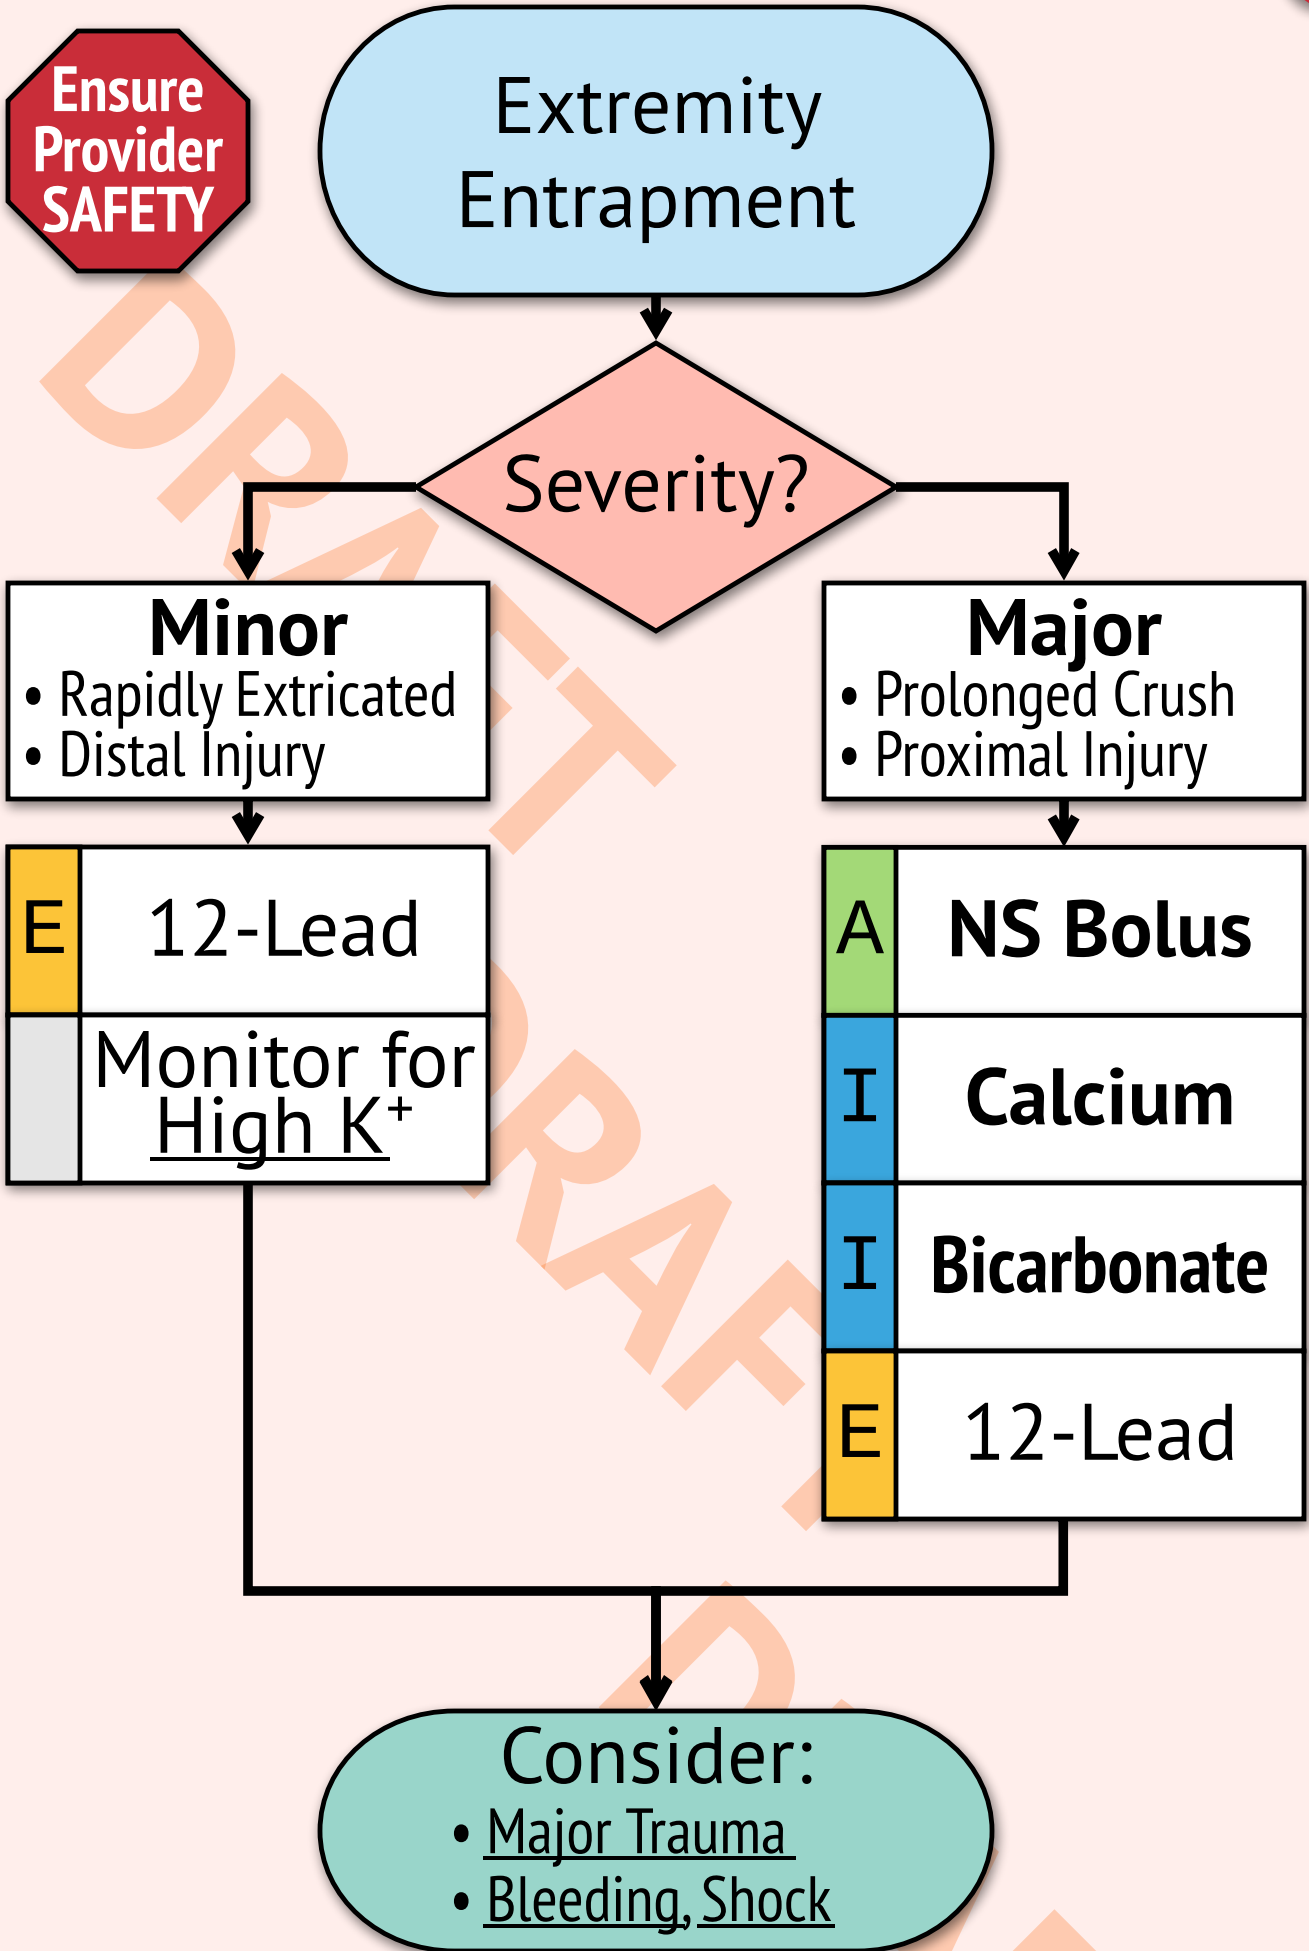 Ensure
Provider
SAFETY
Extremity
Entrapment
Severity?
Minor
• Rapidly Extricated
• Distal Injury
Major
• Prolonged Crush
• Proximal Injury
E 12-Lead
Monitor for
High K⁺
A NS Bolus
I Calcium
I Bicarbonate
E 12-Lead
Consider:
• Major Trauma
• Bleeding, Shock
DRAFT
DRAFT